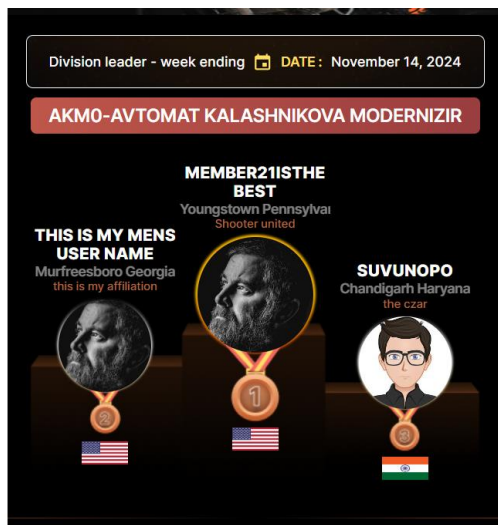 Division leader - week ending DATE : November 14, 2024
AKM0-AVTOMAT KALASHNIKOVA MODERNIZIR
MEMBER21ISTHE
BEST
Youngstown Pennsylvai
Shooter united
THIS IS MY MENS
USER NAME
Murfreesboro Georgia
this is my affiliation
SUVUNOPO
Chandigarh Haryana
the czar
1
2
3